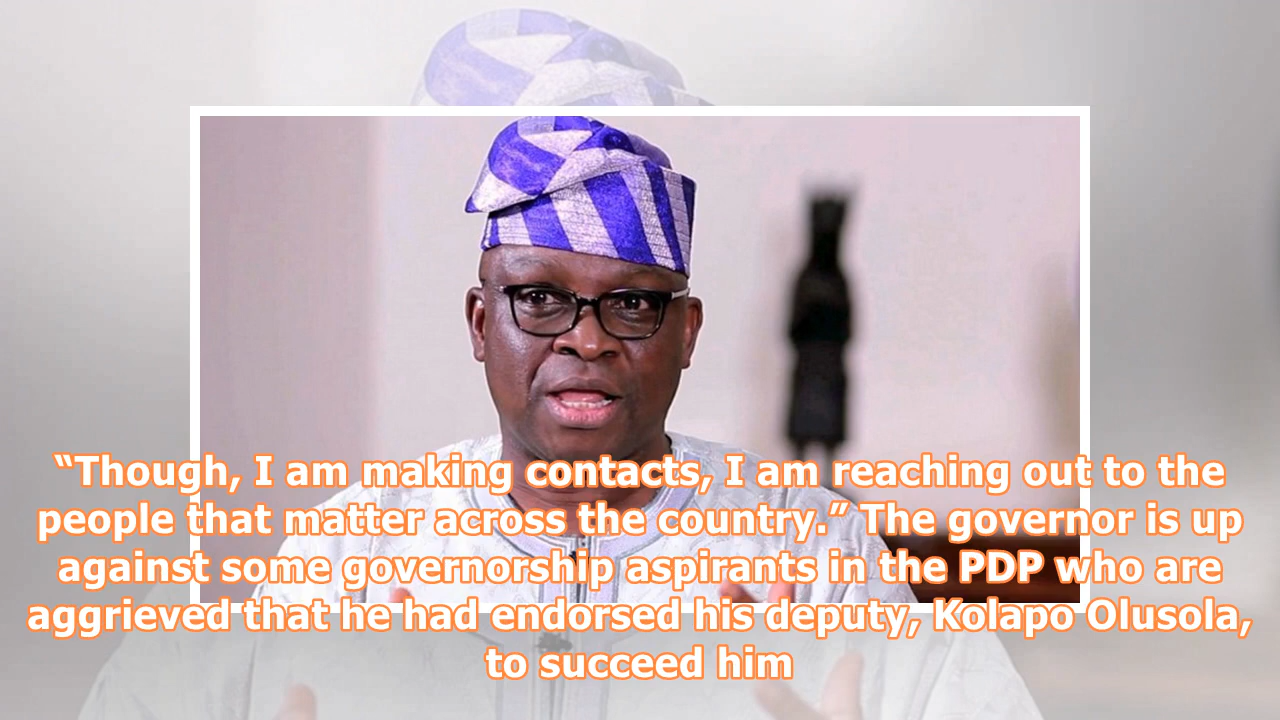 “Though, I am making contacts, I am reaching out to the
people that matter across the country.” The governor is up
against some governorship aspirants in the PDP who are
aggrieved that he had endorsed his deputy, Kolapo Olusola,
to succeed him